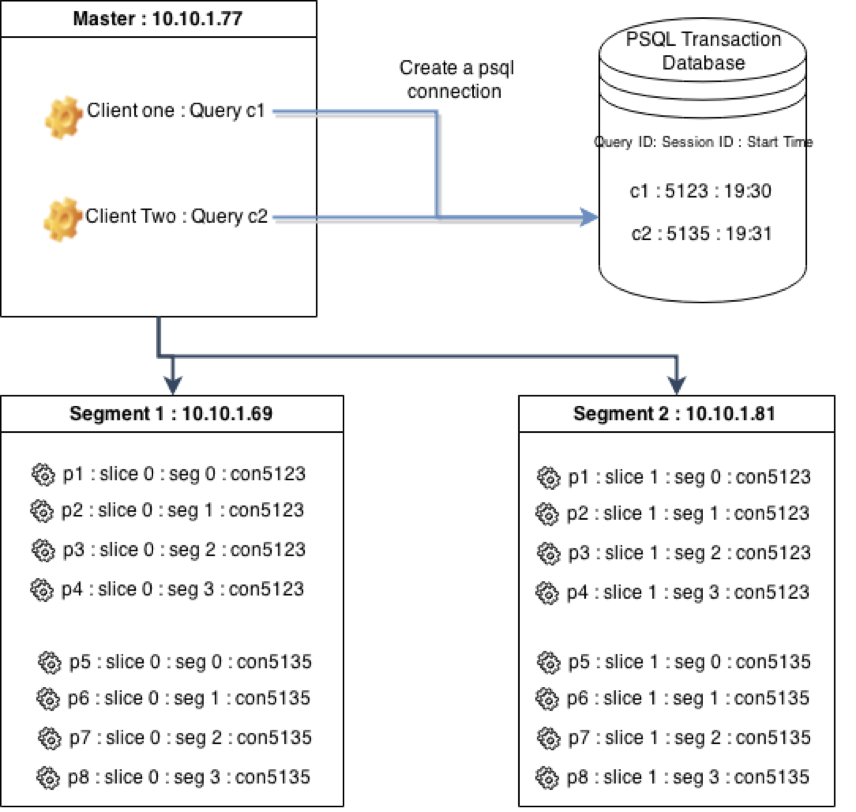 Master : 10.10.1.77
Client one : Query c1
Client Two : Query c2
Create a psql
connection
PSQL Transaction
Database
Query ID: Session ID : Start Time
c1 : 5123 : 19:30
c2 : 5135 : 19:31
Segment 1 : 10.10.1.69
p1 : slice 0 : seg 0 : con5123
p2 : slice 0 : seg 1 : con5123
p3 : slice 0 : seg 2 : con5123
p4 : slice 0 : seg 3 : con5123
p5 : slice 0 : seg 0 : con5135
p6 : slice 0 : seg 1 : con5135
p7 : slice 0 : seg 2 : con5135
p8 : slice 0 : seg 3 : con5135
Segment 2 : 10.10.1.81
p1 : slice 1 : seg 0 : con5123
p2 : slice 1 : seg 1 : con5123
p3 : slice 1 : seg 2 : con5123
p4 : slice 1 : seg 3 : con5123
p5 : slice 1 : seg 0 : con5135
p6 : slice 1 : seg 1 : con5135
p7 : slice 1 : seg 2 : con5135
p8 : slice 1 : seg 3 : con5135